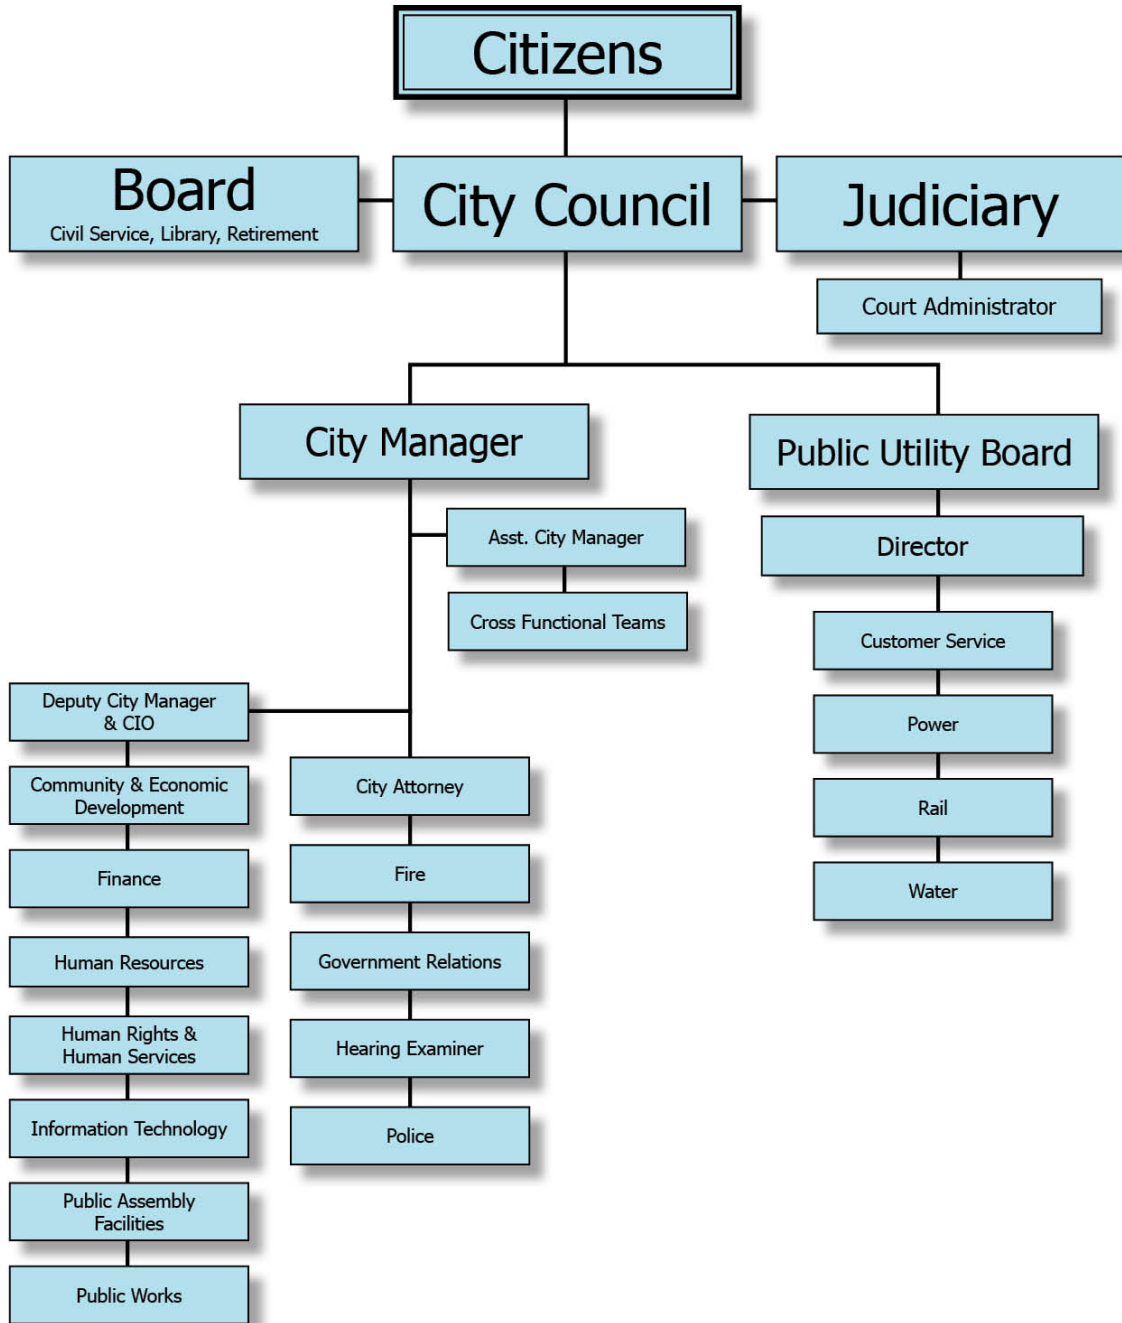 Citizens
Board
Civil Service, Library, Retirement
City Council
Judiciary
Court Administrator
City Manager
Public Utility Board
Asst. City Manager
Cross Functional Teams
Director
Customer Service
Power
Rail
Water
Deputy City Manager
& CIO
Community & Economic
Development
Finance
Human Resources
Human Rights &
Human Services
Information Technology
Public Assembly
Facilities
Public Works
City Attorney
Fire
Government Relations
Hearing Examiner
Police